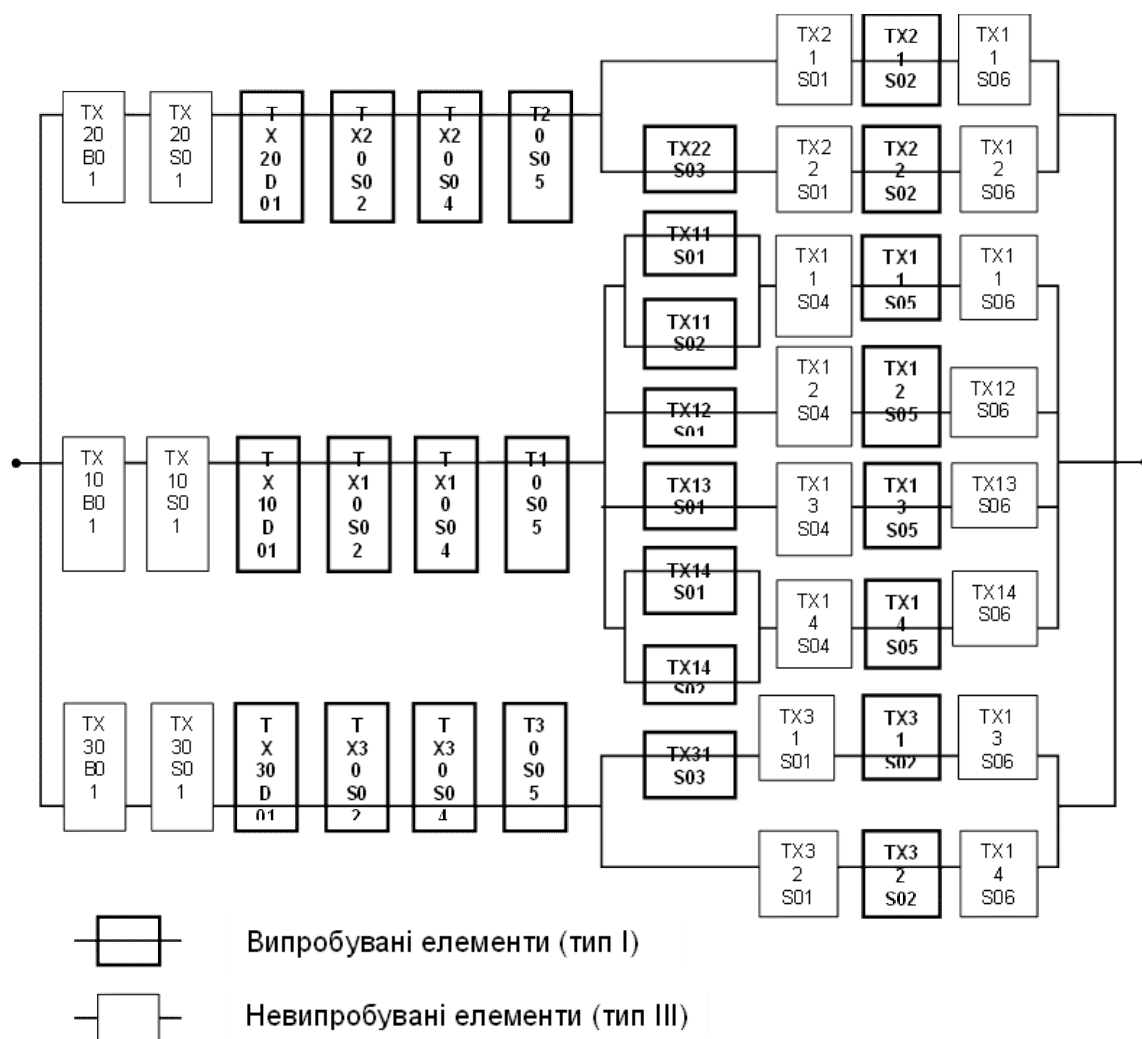 TX2
1
S01
TX2
1
S02
TX1
1
S06
TX
20
B0
1
TX
20
S0
1
T
X
20
D
01
T
X2
0
S0
2
T
X2
0
S0
4
T2
0
S0
5
TX22
S03
TX2
2
S01
TX2
2
S02
TX1
2
S06
TX11
S01
TX11
S02
TX1
1
S04
TX1
1
S05
TX1
1
S06
TX12
S01
TX1
2
S04
TX1
2
S05
TX12
S06
TX
10
B0
1
TX
10
S0
1
T
X
10
D
01
T
X1
0
S0
2
T
X1
0
S0
4
T1
0
S0
5
TX13
S01
TX1
3
S04
TX1
3
S05
TX13
S06
TX14
S01
TX14
S02
TX1
4
S04
TX1
4
S05
TX14
S06
TX
30
B0
1
TX
30
S0
1
T
X
30
D
01
T
X3
0
S0
2
T
X3
0
S0
4
T3
0
S0
5
TX31
S03
TX3
1
S01
TX3
1
S02
TX1
3
S06
TX3
2
S01
TX3
2
S02
TX1
4
S06
Випробувані елементи (тип I)
Невипробувані елементи (тип III)